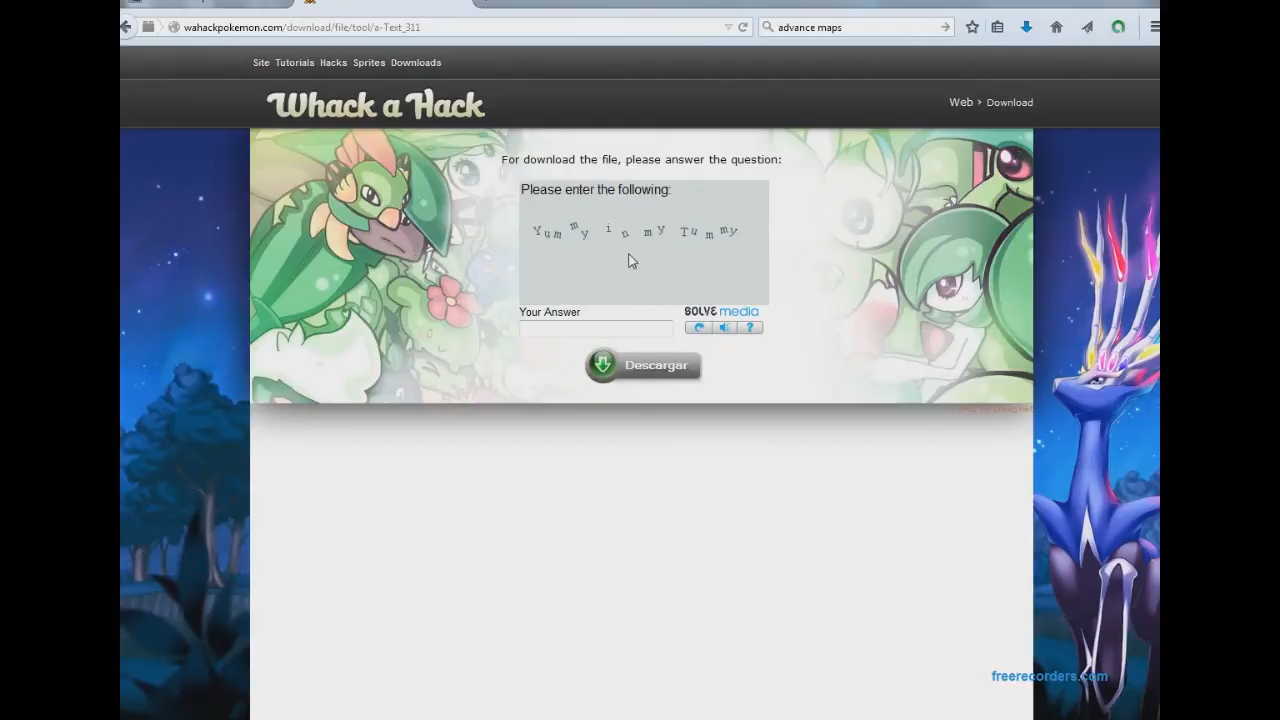 wahackpokemon.com/download/file/tool/a-Text_311
advance maps
Site Tutorials Hacks Sprites Downloads
Whack a Hack
Web > Download
For download the file, please answer the question:
Please enter the following:
Yummy in my Tummy
Your Answer
SOLVE media
?
Descargar
freerecorders.com